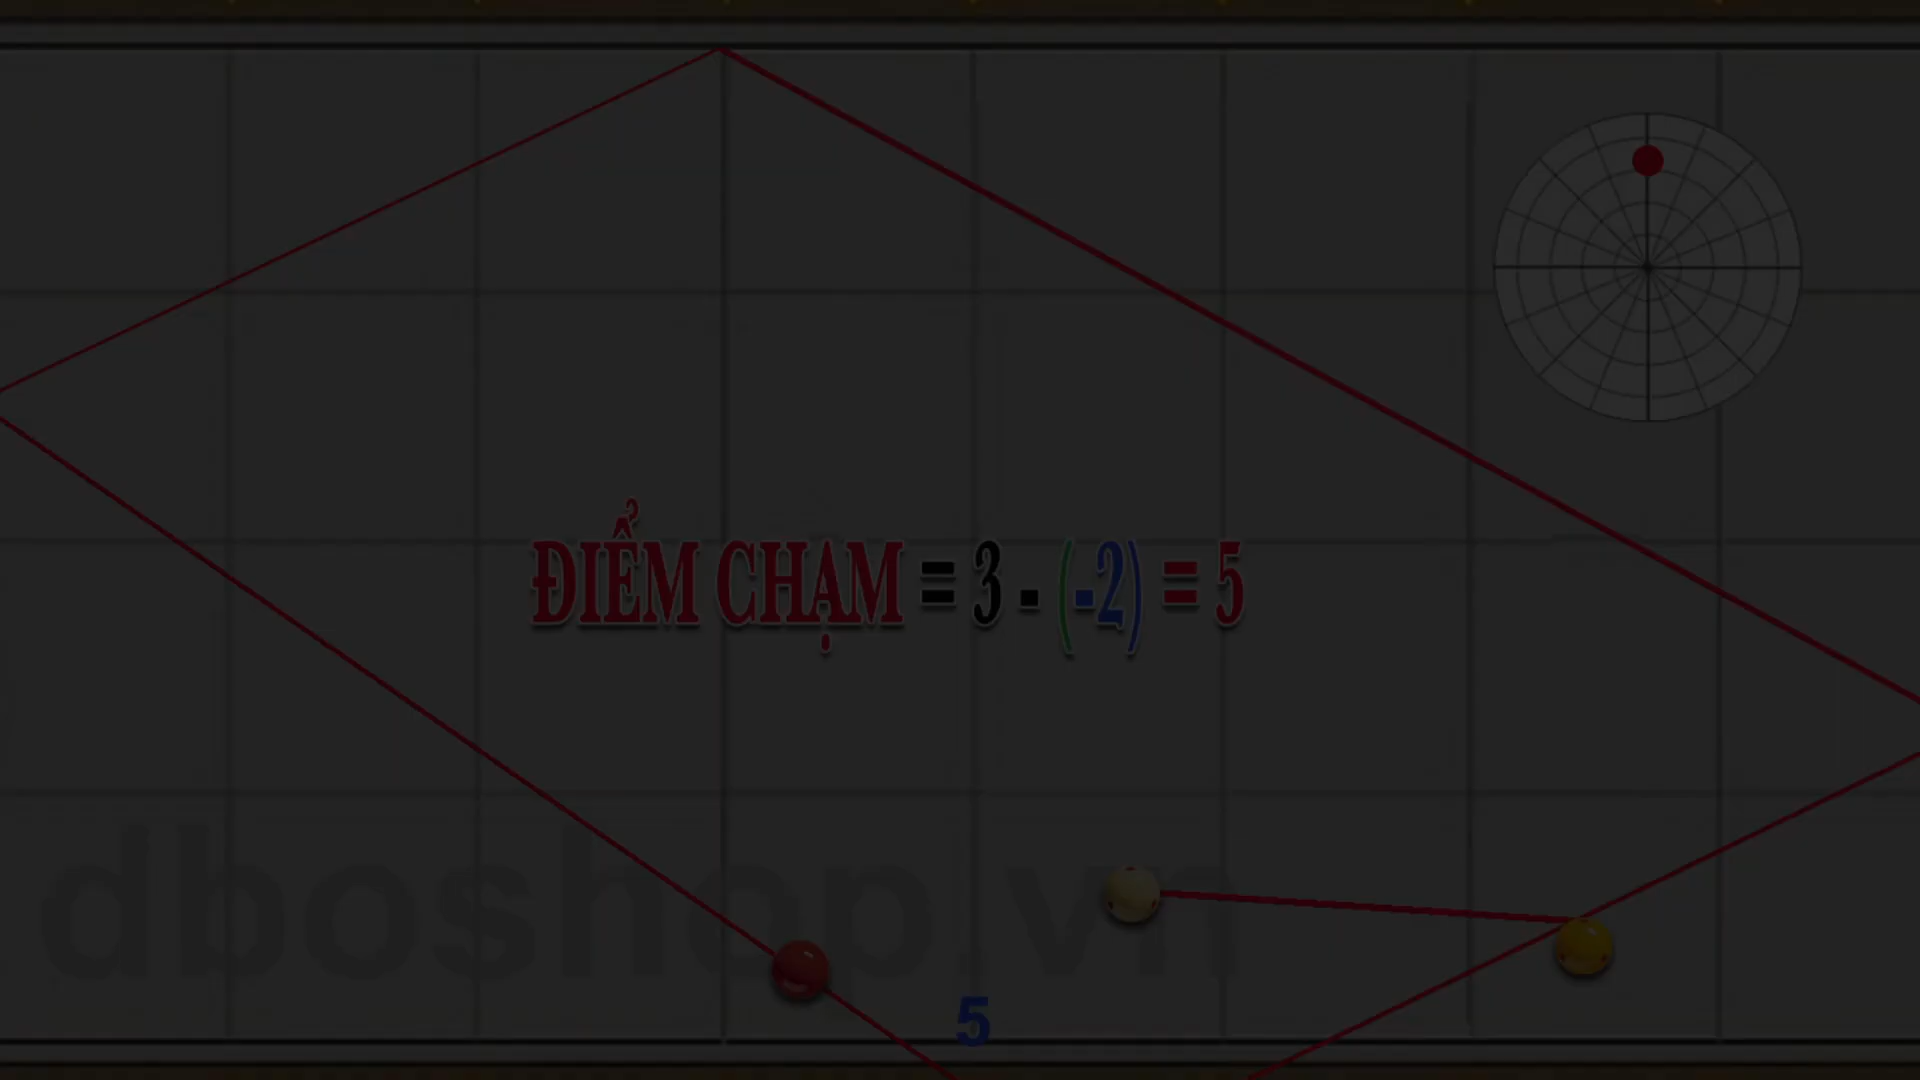 ĐIỂM CHẠM = 3 - (-2) = 5
dboshop.vn
5